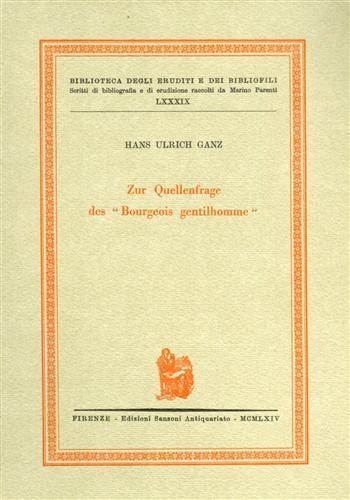 BIBLIOTECA DEGLI ERUDITI E DEI BIBLIOFILI
Scritti di bibliografia e di erudizione raccolti da Marino Parenti
LXXXIX
HANS ULRICH GANZ
Zur Quellenfrage
des “ Bourgeois gentilhomme “
FIRENZE - Edizioni Sansoni Antiquariato - MCMLXIV